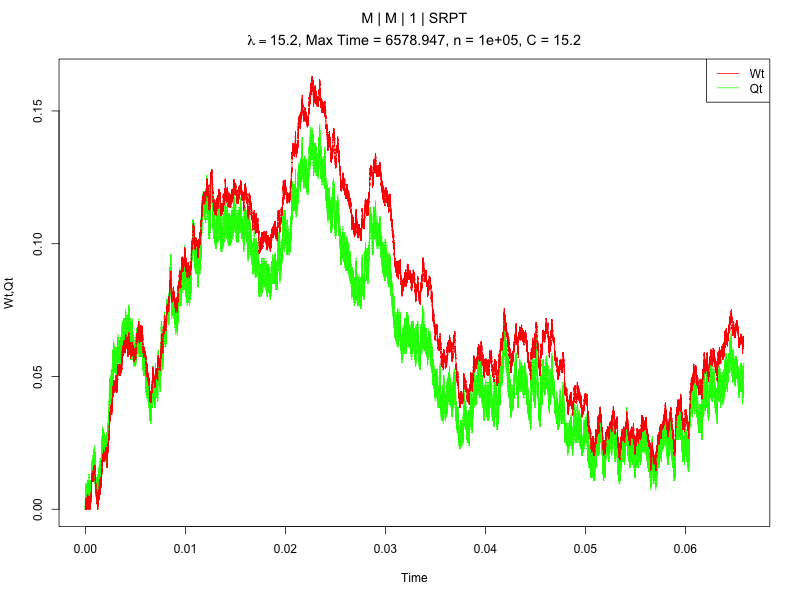 M | M | 1 | SRPT
λ = 15.2, Max Time = 6578.947, n = 1e+05, C = 15.2
Wt
Qt
Wt,Qt
0.15
0.10
0.05
0.00
0.00 0.01 0.02 0.03 0.04 0.05 0.06
Time